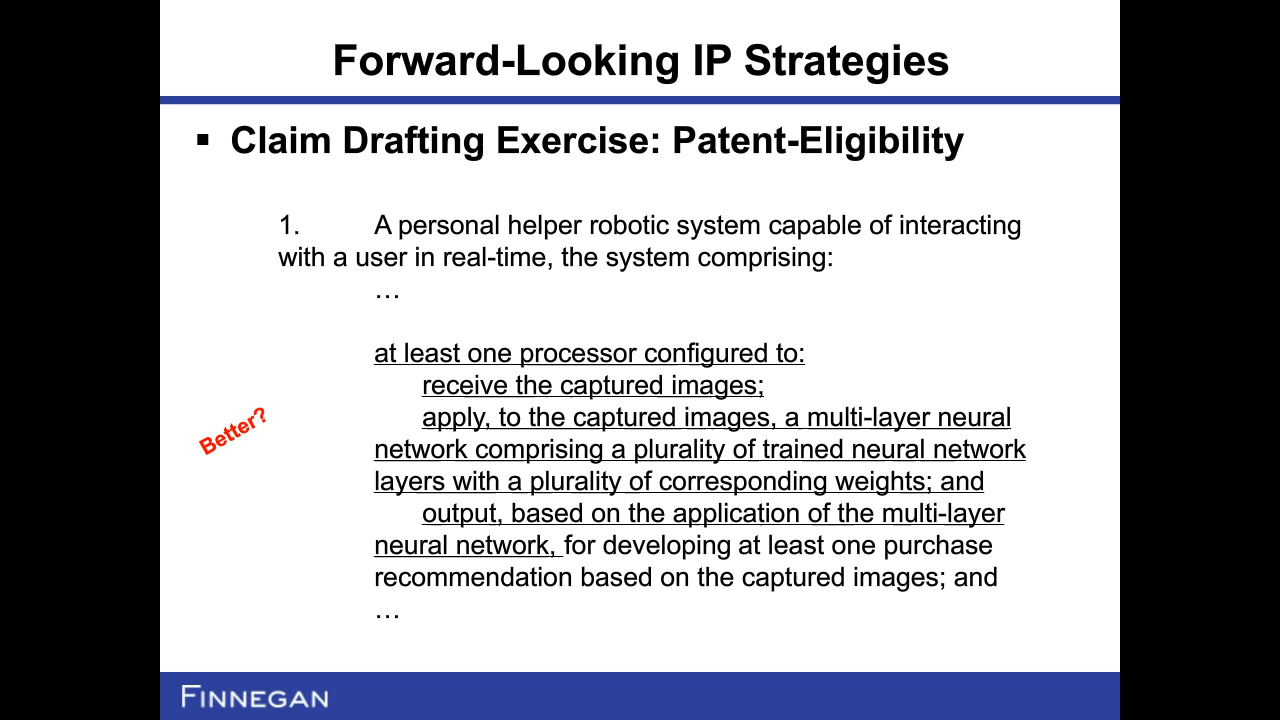 Forward-Looking IP Strategies
▪ Claim Drafting Exercise: Patent-Eligibility
1. A personal helper robotic system capable of interacting
with a user in real-time, the system comprising:
…
at least one processor configured to:
receive the captured images;
apply, to the captured images, a multi-layer neural
Better?
network comprising a plurality of trained neural network
layers with a plurality of corresponding weights; and
output, based on the application of the multi-layer
neural network, for developing at least one purchase
recommendation based on the captured images; and
…
FINNEGAN